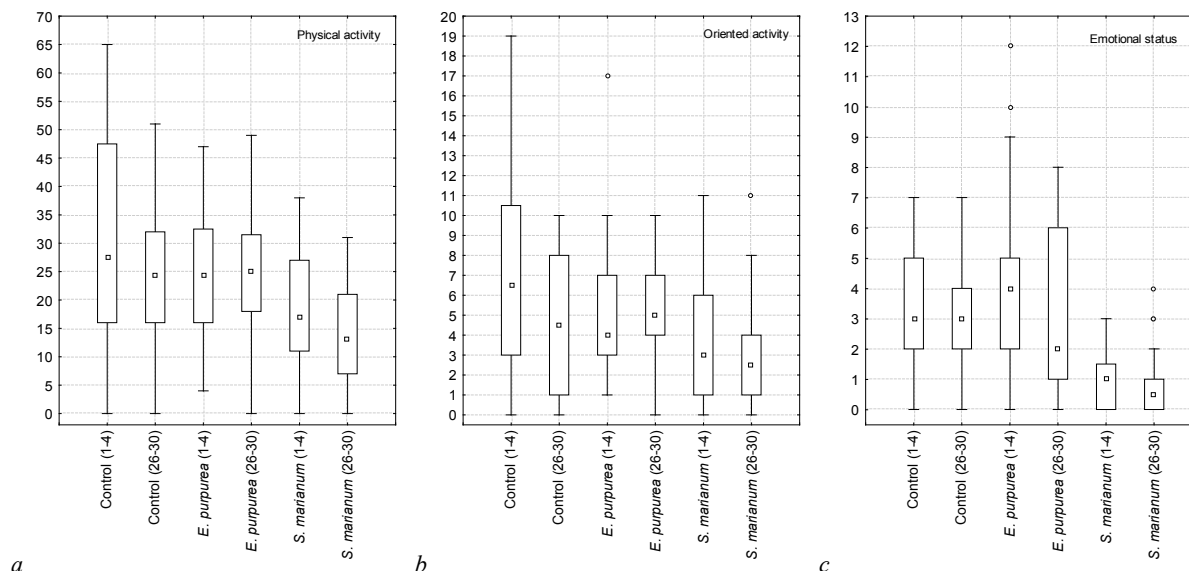 Physical activity
70
65
60
55
50
45
40
35
30
25
20
15
10
5
0
Control (1-4)
Control (26-30)
E. purpurea (1-4)
E. purpurea (26-30)
S. marianum (1-4)
S. marianum (26-30)
a
Oriented activity
20
19
18
17
16
15
14
13
12
11
10
9
8
7
6
5
4
3
2
1
0
Control (1-4)
Control (26-30)
E. purpurea (1-4)
E. purpurea (26-30)
S. marianum (1-4)
S. marianum (26-30)
b
Emotional status
13
12
11
10
9
8
7
6
5
4
3
2
1
0
Control (1-4)
Control (26-30)
E. purpurea (1-4)
E. purpurea (26-30)
S. marianum (1-4)
S. marianum (26-30)
c